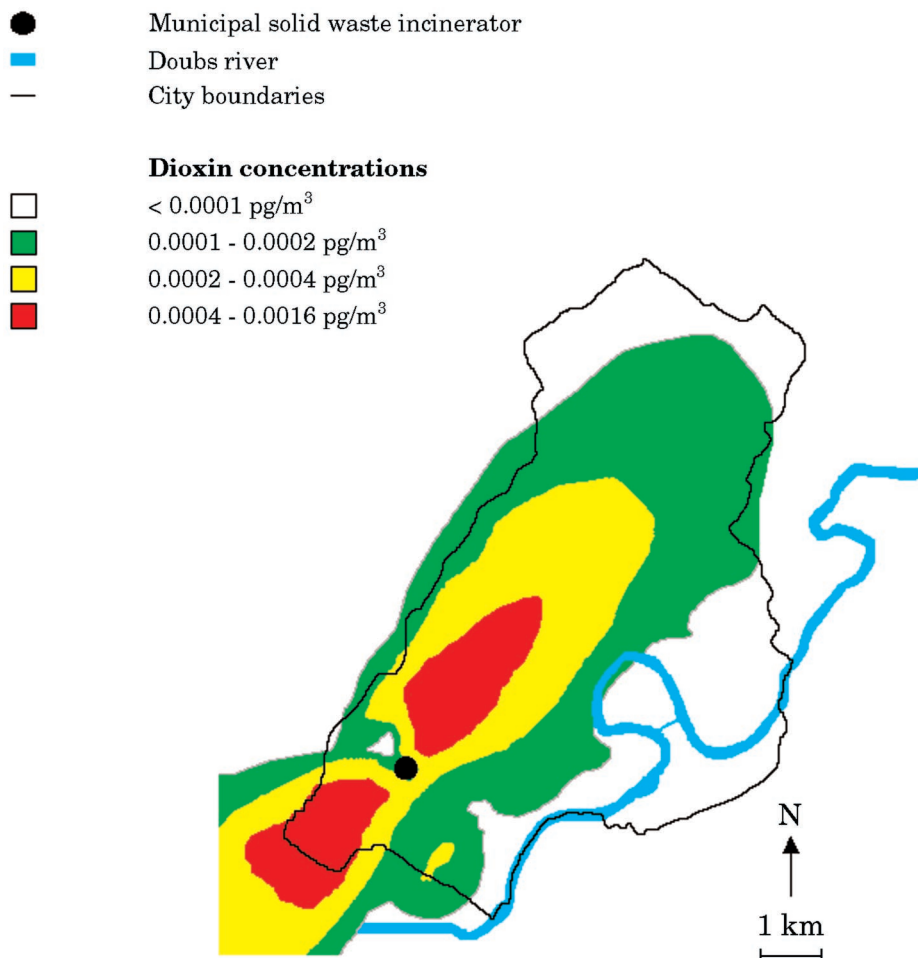 Municipal solid waste incinerator
Doubs river
City boundaries
Dioxin concentrations
< 0.0001 pg/m³
0.0001 - 0.0002 pg/m³
0.0002 - 0.0004 pg/m³
0.0004 - 0.0016 pg/m³
N
1 km